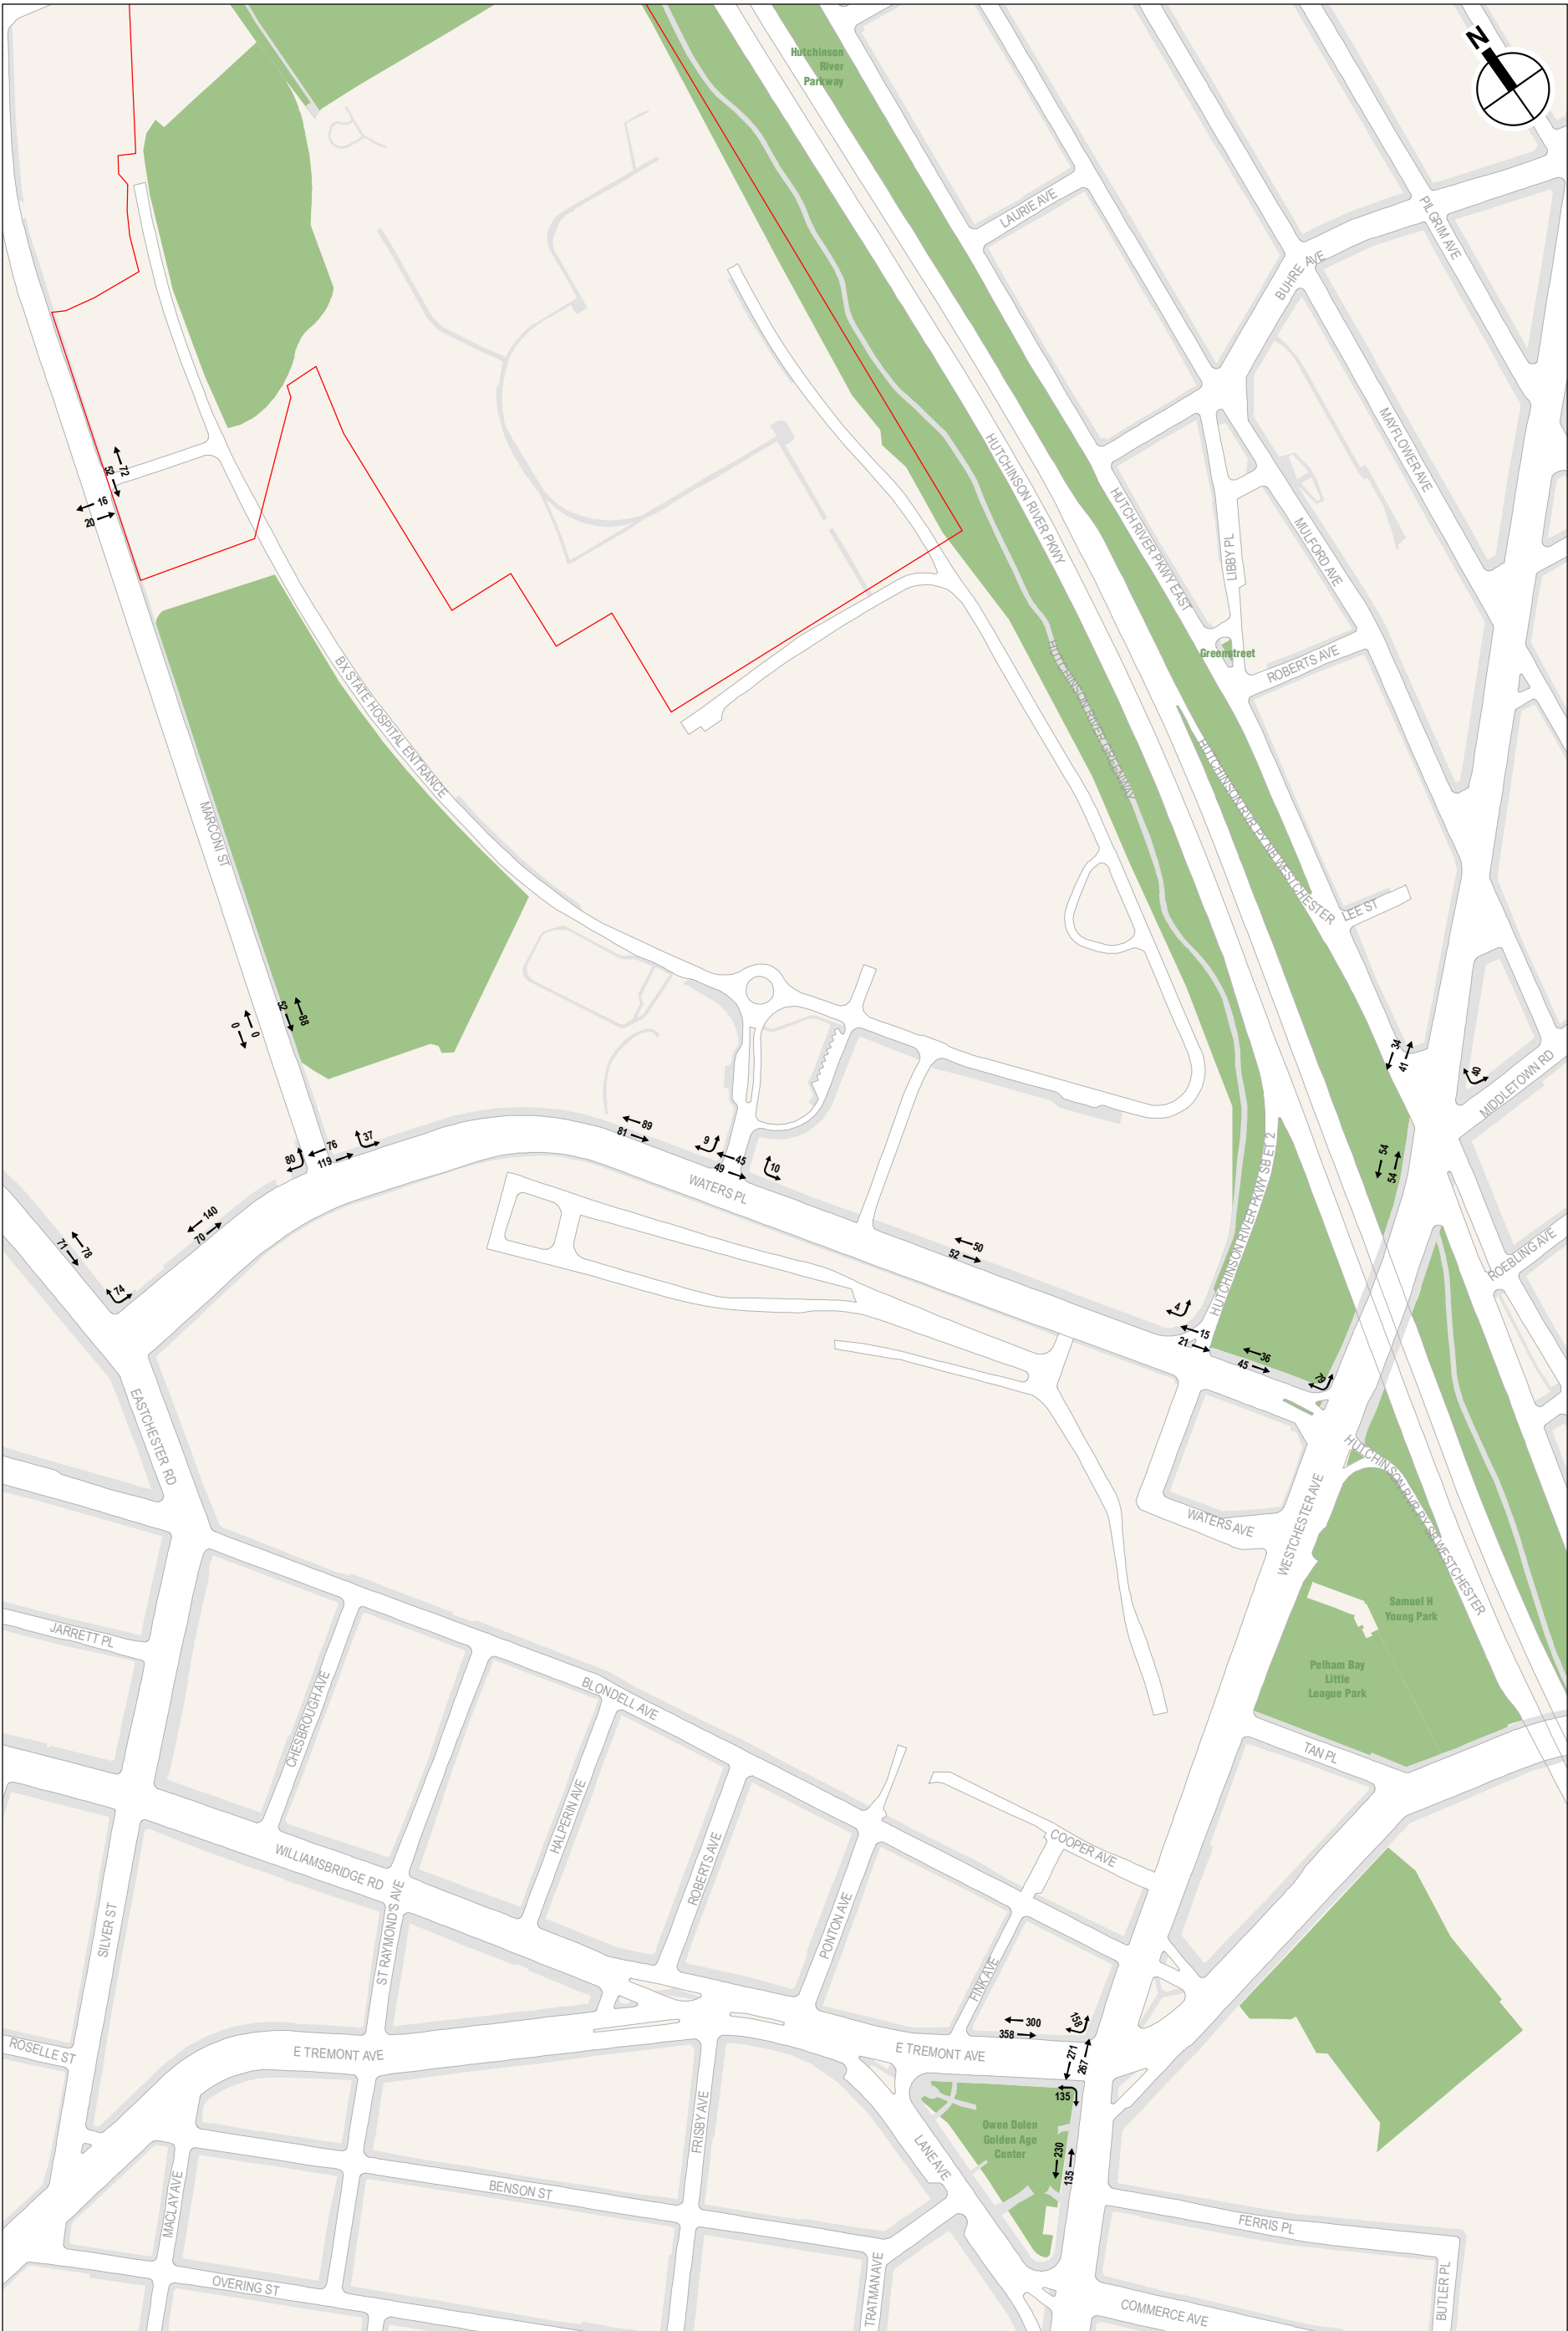 N
Hutchinson
River
Parkway
LAURIE AVE
PILGRIM AVE
BUHRE AVE
MAYFLOWER AVE
HUTCHINSON RIVER PKWY
HUTCH RIVER PKWY EAST
LIBBY PL
MULFORD AVE
72
52
16
20
Greenstreet
ROBERTS AVE
BX STATE HOSPITAL ENTRANCE
HUTCHINSON RIVER GREENWAY
HUTCHINSON RVR PY NB WESTCHESTER
MARCONI ST
LEE ST
52
88
0
0
34
41
40
MIDDLETOWN RD
80
76
119
37
89
81
9
45
49
10
WATERS PL
54
54
HUTCHINSON RIVER PKWY SB ET 2
140
70
71
78
74
50
52
ROEBLING AVE
4
15
21
36
45
79
EASTCHESTER RD
HUTCHINSON RVR PY SB WESTCHESTER
WESTCHESTER AVE
WATERS AVE
Samuel H
Young Park
JARRETT PL
Pelham Bay
Little
League Park
CHESBROUGH AVE
BLONDELL AVE
TAN PL
HALPERIN AVE
COOPER AVE
ROBERTS AVE
WILLIAMSBRIDGE RD
PONTON AVE
SILVER ST
ST RAYMOND'S AVE
FINK AVE
300
358
158
ROSELLE ST
E TREMONT AVE
E TREMONT AVE
271
267
135
Owen Dolen
Golden Age
Center
FRISBY AVE
LANE AVE
230
135
BENSON ST
MACLAY AVE
FERRIS PL
OVERING ST
TRATMAN AVE
BUTLER PL
COMMERCE AVE